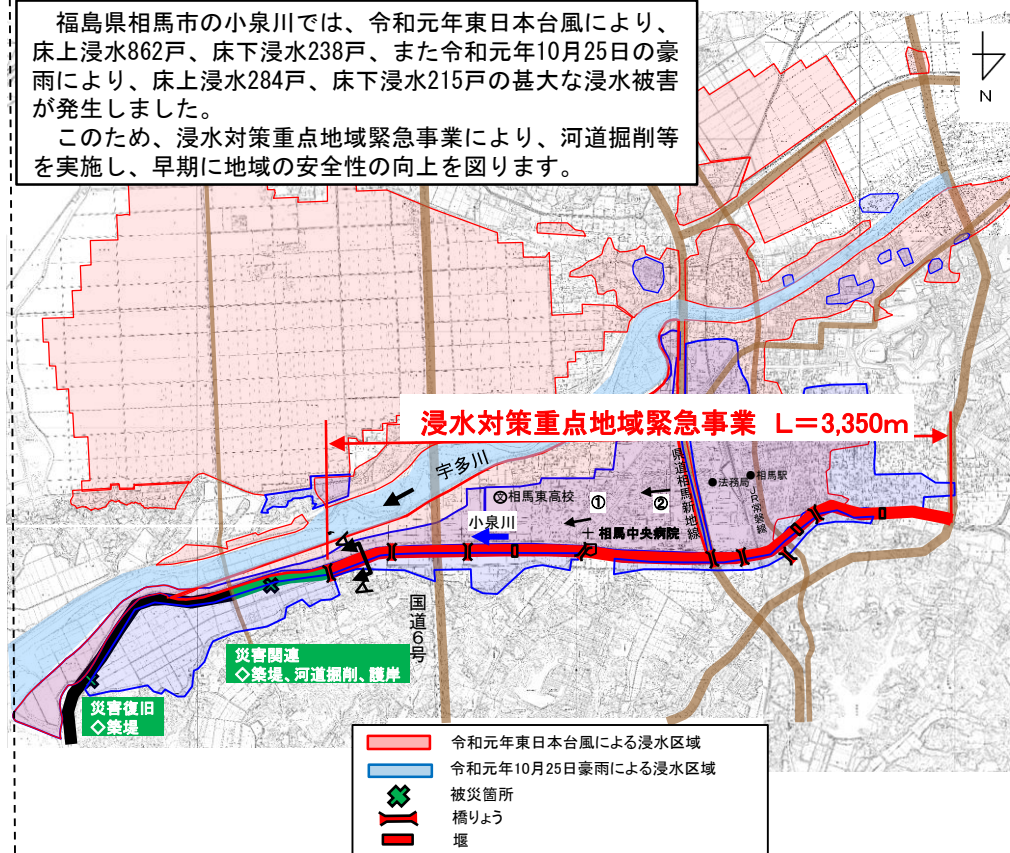 福島県相馬市の小泉川では、令和元年東日本台風により、
床上浸水862戸、床下浸水238戸、また令和元年10月25日の豪
雨により、床上浸水284戸、床下浸水215戸の甚大な浸水被害
が発生しました。
このため、浸水対策重点地域緊急事業により、河道掘削等
を実施し、早期に地域の安全性の向上を図ります。
N
浸水対策重点地域緊急事業 L=3,350m
宇多川
県道相馬新地線
法務局
相馬駅
JR常磐線
文相馬東高校
①
②
小泉川
相馬中央病院
国道6号
災害関連
◇築堤、河道掘削、護岸
災害復旧
◇築堤
令和元年東日本台風による浸水区域
令和元年10月25日豪雨による浸水区域
被災箇所
橋りょう
堰